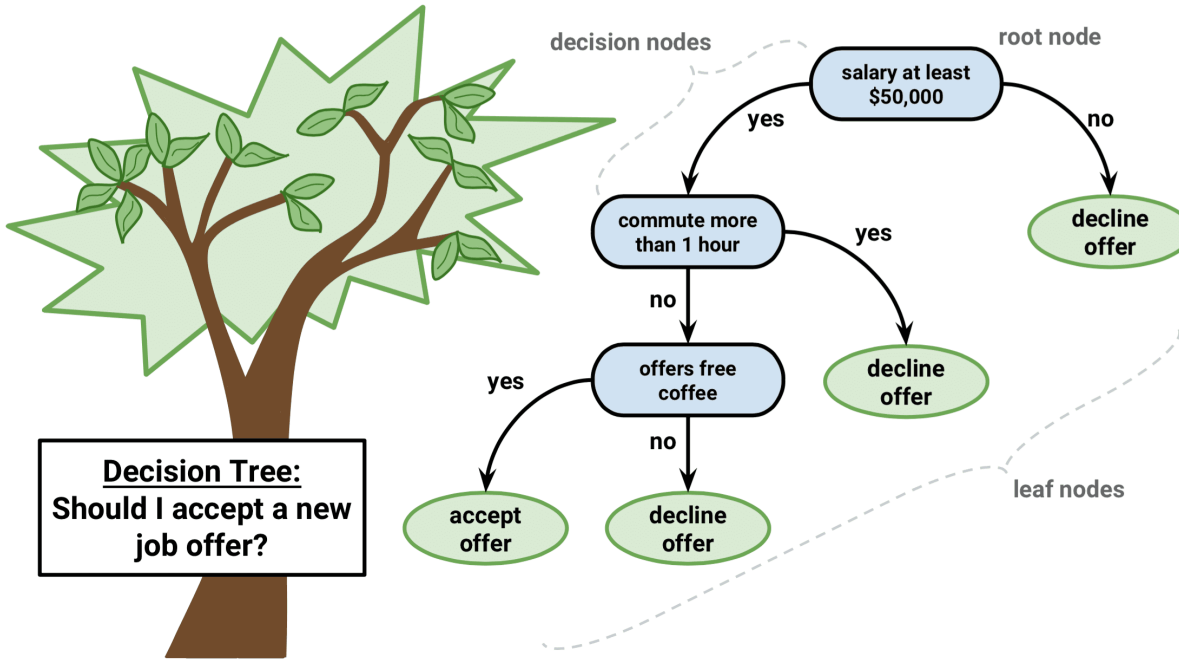 decision nodes
root node
salary at least
$50,000
yes
no
commute more
than 1 hour
decline
offer
yes
no
offers free
coffee
decline
offer
yes
no
accept
offer
decline
offer
leaf nodes
Decision Tree:
Should I accept a new
job offer?